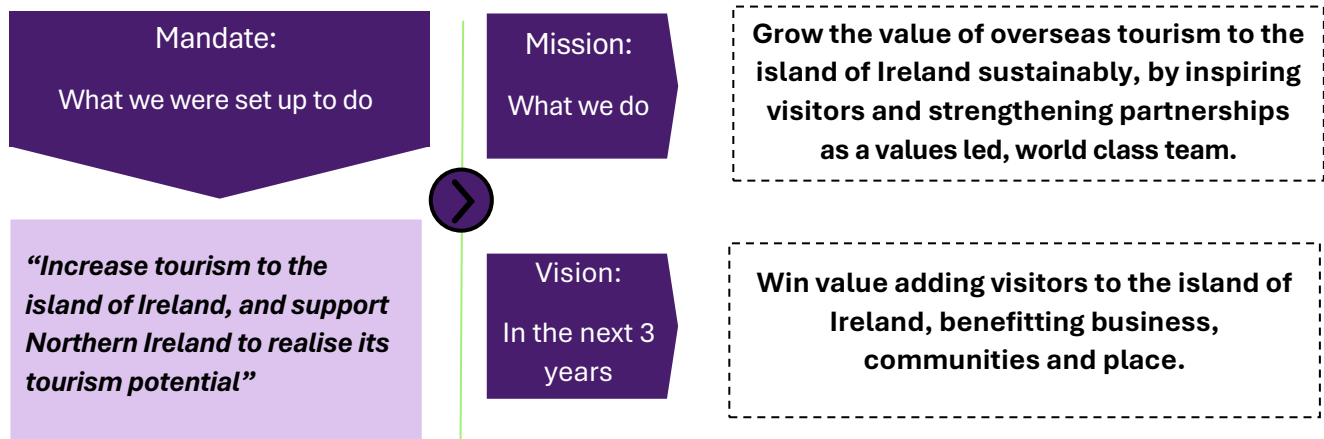 Mandate:
What we were set up to do
“Increase tourism to the
island of Ireland, and support
Northern Ireland to realise its
tourism potential”
Mission:
What we do
Grow the value of overseas tourism to the
island of Ireland sustainably, by inspiring
visitors and strengthening partnerships
as a values led, world class team.
Vision:
In the next 3
years
Win value adding visitors to the island of
Ireland, benefitting business,
communities and place.